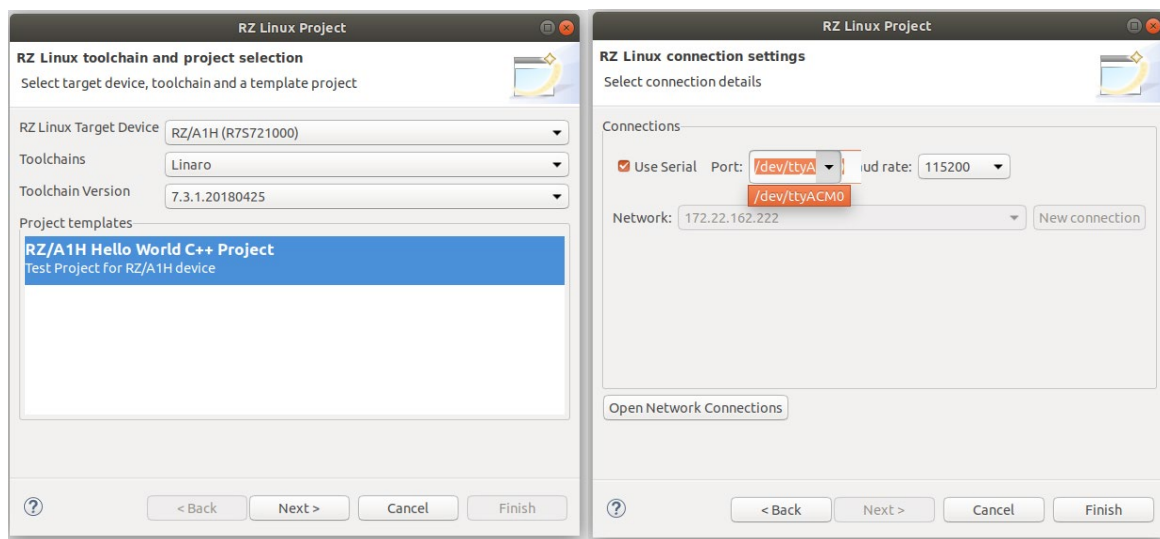 RZ Linux Project
RZ Linux toolchain and project selection
Select target device, toolchain and a template project
RZ Linux Target Device RZ/A1H (R7S721000)
Toolchains Linaro
Toolchain Version 7.3.1.20180425
Project templates
RZ/A1H Hello World C++ Project
Test Project for RZ/A1H device
< Back Next > Cancel Finish
RZ Linux Project
RZ Linux connection settings
Select connection details
Connections
Use Serial Port: /dev/ttyA aud rate: 115200
/dev/ttyACM0
Network: 172.22.162.222 New connection
Open Network Connections
< Back Next > Cancel Finish